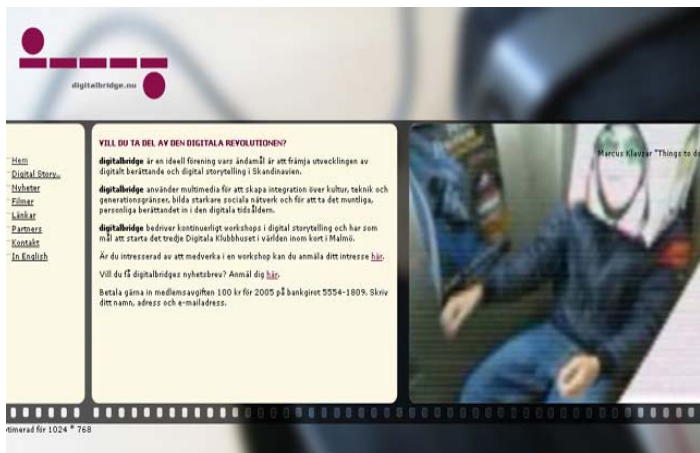 digitalbridge.nu
Hem
Digital Story..
Nyheter
Filmer
Länkar
Partners
Kontakt
In English
VILL DU TA DEL AV DEN DIGITALA REVOLUTIONEN?
digitalbridge är en ideell förening vars ändamål är att främja utvecklingen av
digitalt berättande och digital storytelling i Skandinavien.
digitalbridge använder multimedia för att skapa integration över kultur, teknik och
generationsgränser, bilda starkare sociala nätverk och för att ta det muntliga,
personliga berättandet in i den digitala tidsåldern.
digitalbridge bedriver kontinuerligt workshops i digital storytelling och har som
mål att starta det tredje Digitala Klubbhuset i världen inom kort i Malmö.
Är du intresserad av att medverka i en workshop kan du anmäla ditt intresse här.
Vill du få digitalbridges nyhetsbrev? Anmäl dig här.
Betala gärna in medlemsavgiften 100 kr för 2005 på bankgirot 5554-1809. Skriv
ditt namn, adress och e-mailadress.
Marcus Klavzar "Things to do
timerad för 1024 * 768